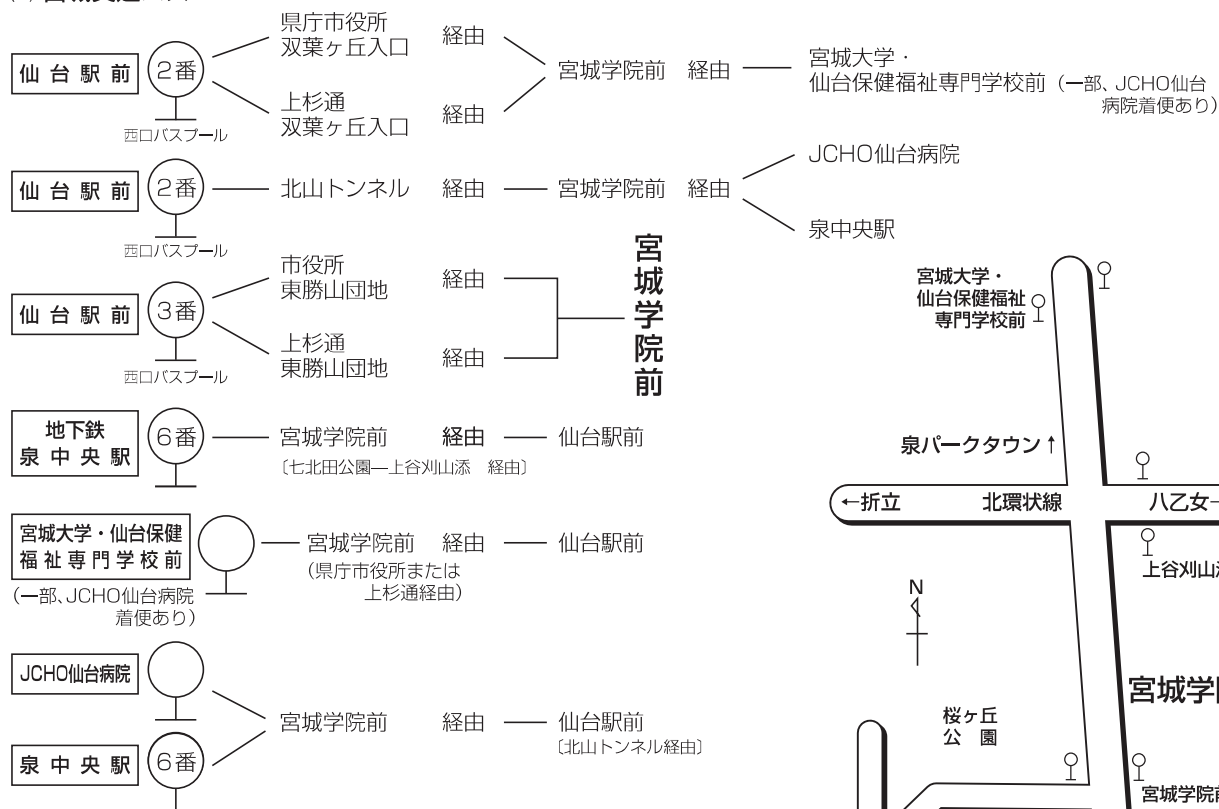 仙台駅前
2番
西口バスプール
県庁市役所
双葉ヶ丘入口
経由
上杉通
双葉ヶ丘入口
経由
宮城学院前 経由
宮城大学・
仙台保健福祉専門学校前（一部、JCHO仙台
病院着便あり）
仙台駅前
2番
西口バスプール
北山トンネル 経由
宮城学院前 経由
JCHO仙台病院
泉中央駅
仙台駅前
3番
西口バスプール
市役所
東勝山団地
経由
上杉通
東勝山団地
経由
宮城学院前
地下鉄
泉中央駅
6番
宮城学院前 経由
〔七北田公園―上谷刈山添 経由〕
仙台駅前
宮城大学・仙台保健
福祉専門学校前
（一部、JCHO仙台病院
着便あり）
宮城学院前 経由
（県庁市役所または
上杉通経由）
仙台駅前
JCHO仙台病院
泉中央駅
6番
宮城学院前 経由
仙台駅前
〔北山トンネル経由〕
宮城大学・
仙台保健福祉
専門学校前
泉パークタウン↑
←折立
北環状線
八乙女
上谷刈山
N
宮城学
桜ヶ丘
公園
宮城学院